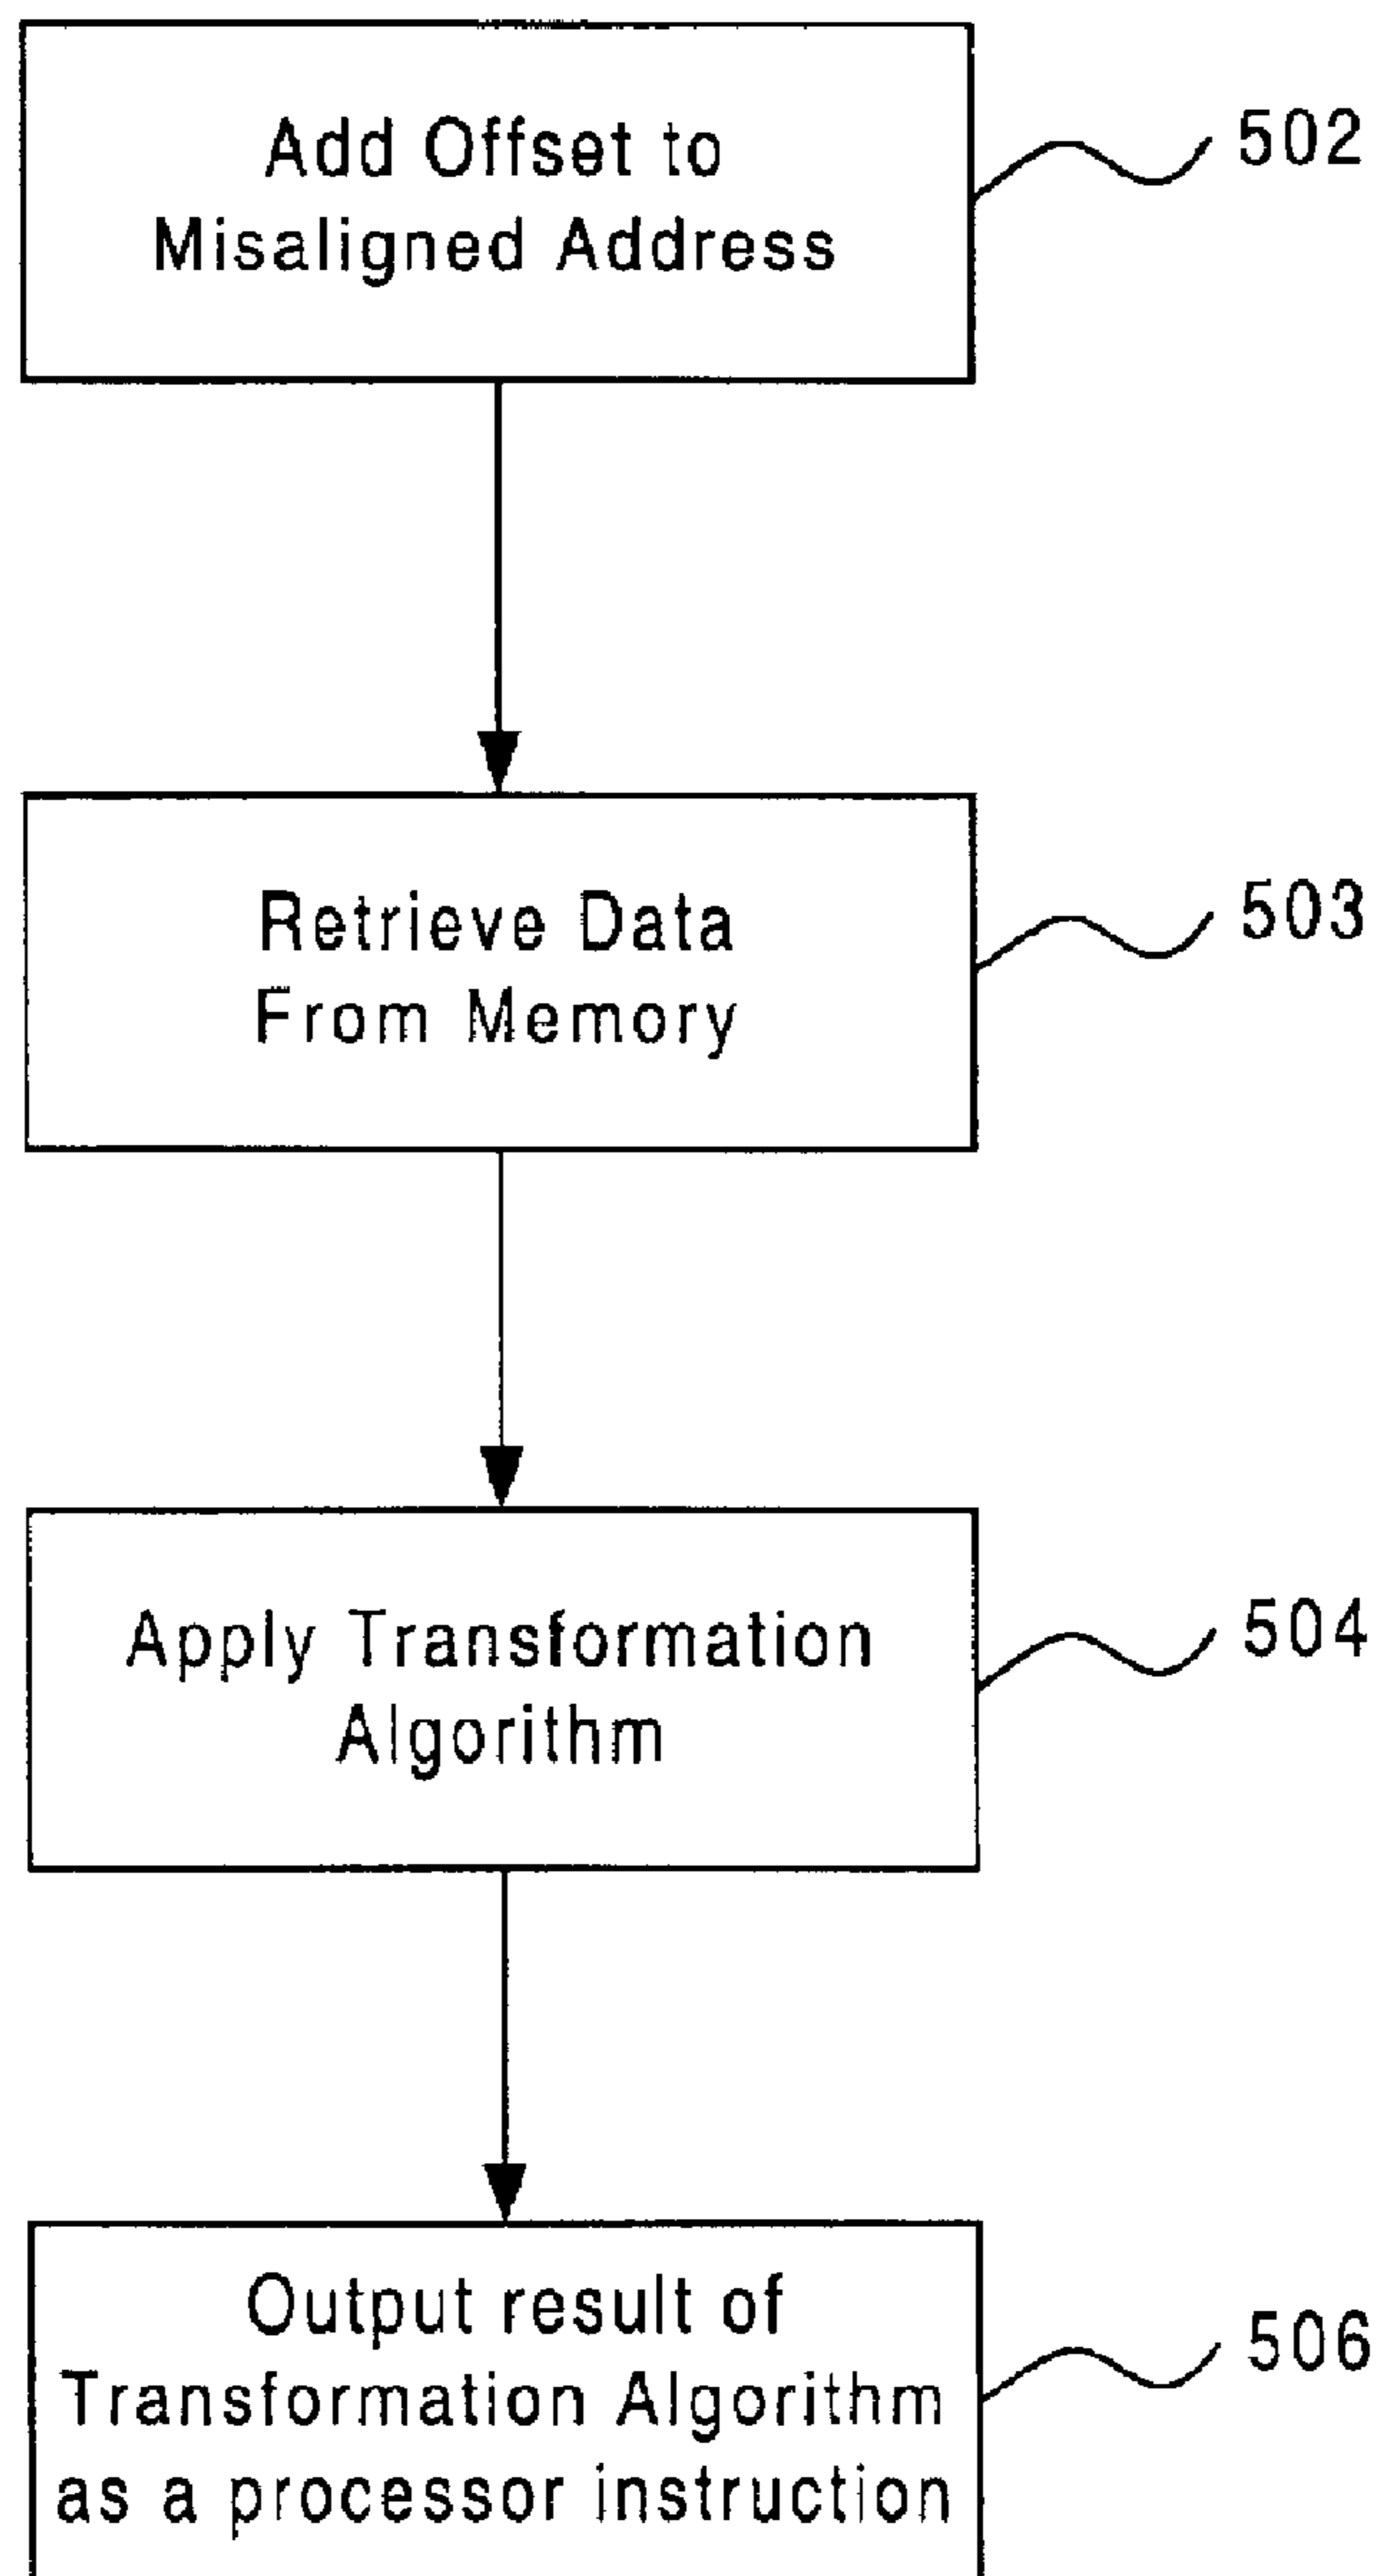 Add Offset to
Misaligned Address
502
Retrieve Data
From Memory
503
Apply Transformation
Algorithm
504
Output result of
Transformation Algorithm
as a processor instruction
506